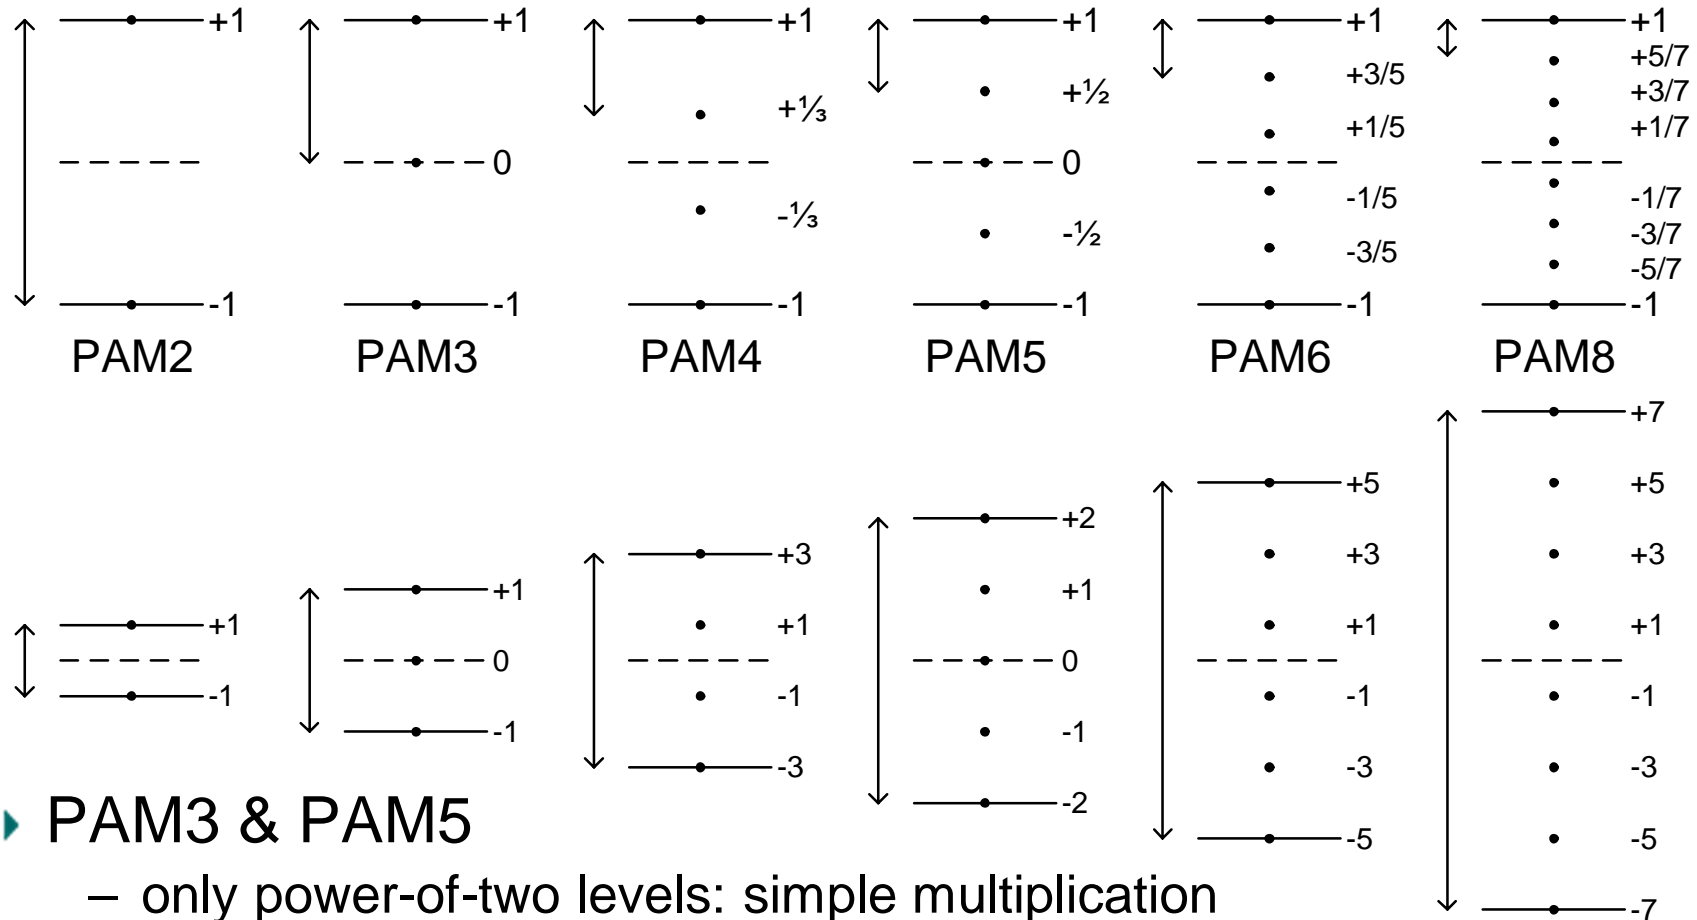 +1 +1 +1 +1 +1 +1
+5/7
+3/5
+3/7
+½
+⅓
+1/5 +1/7
0 0
-1/5 -1/7
-⅓
-½ -3/7
-3/5
-5/7
-1 -1 -1 -1 -1 -1
PAM2 PAM3 PAM4 PAM5 PAM6 PAM8
+7
+5 +5
+2
+3 +3 +3
+1 +1
+1 +1 +1 +1
0 0
-1 -1 -1 -1
-1 -1
-3 -3 -3
-2
-5 -5
-7
PAM3 & PAM5
– only power-of-two levels: simple multiplication